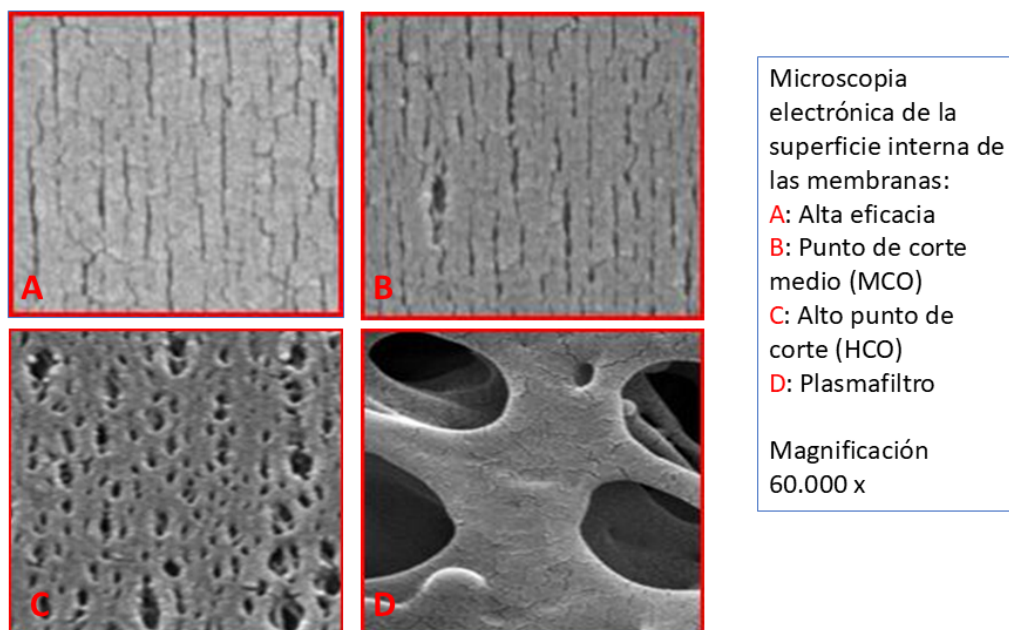 A
B
C
D
Microscopia
electrónica de la
superficie interna de
las membranas:
A: Alta eficacia
B: Punto de corte
medio (MCO)
C: Alto punto de
corte (HCO)
D: Plasmafiltro
Magnificación
60.000 x